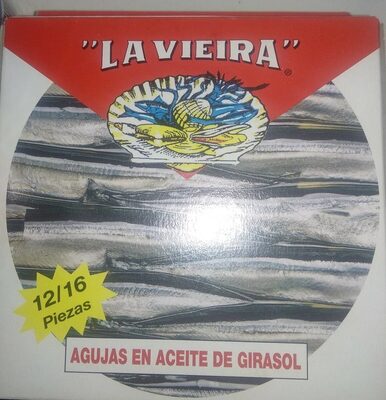 "LA VIEIRA"
®
12/16
Piezas
AGUJAS EN ACEITE DE GIRASOL